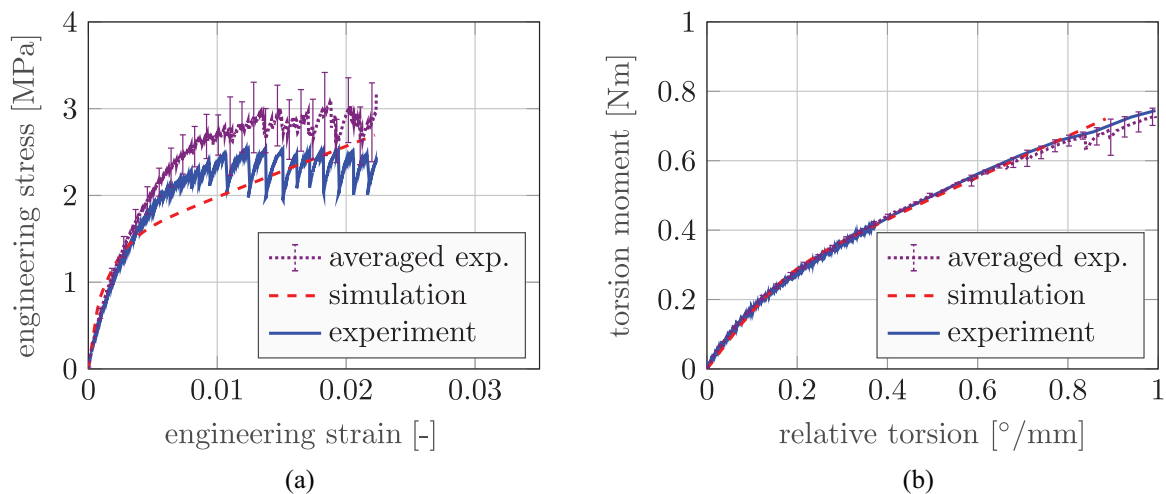 engineering stress [MPa]
4
3
2
1
0
0
0.01
0.02
0.03
averaged exp.
simulation
experiment
engineering strain [-]
(a)
torsion moment [Nm]
1
0.8
0.6
0.4
0.2
0
0
0.2
0.4
0.6
0.8
1
averaged exp.
simulation
experiment
relative torsion [°/mm]
(b)